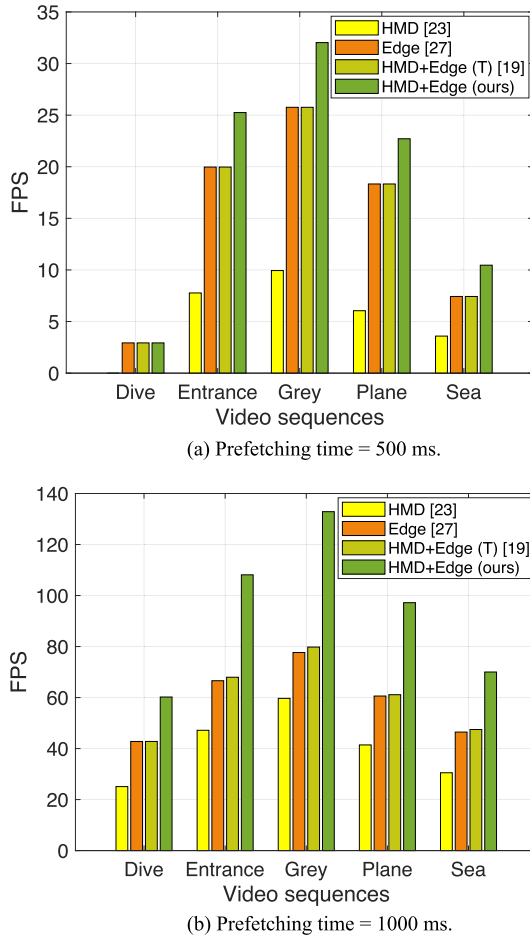 35
30
25
20
15
10
5
0
FPS
HMD [23]
Edge [27]
HMD+Edge (T) [19]
HMD+Edge (ours)
Dive Entrance Grey Plane Sea
Video sequences
(a) Prefetching time = 500 ms.
140
120
100
80
60
40
20
0
FPS
HMD [23]
Edge [27]
HMD+Edge (T) [19]
HMD+Edge (ours)
Dive Entrance Grey Plane Sea
Video sequences
(b) Prefetching time = 1000 ms.